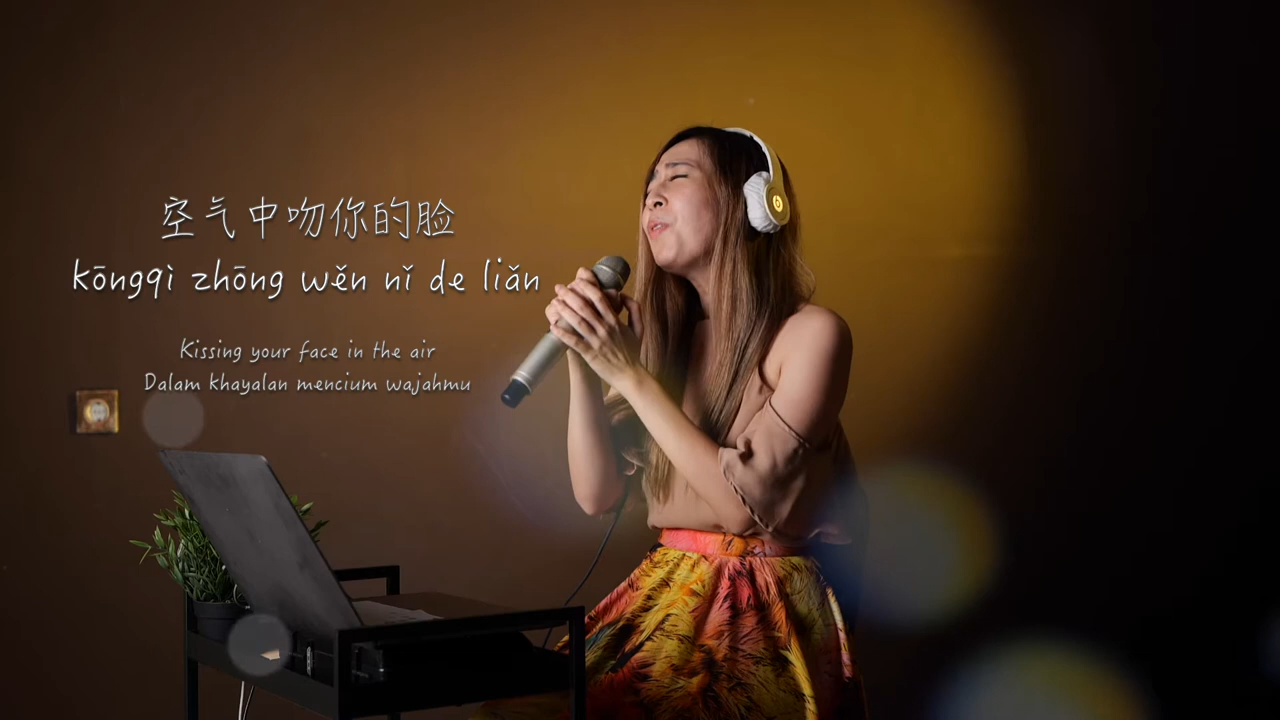 空气中吻你的脸
kōngqì zhōng wěn nǐ de liǎn
Kissing your face in the air
Dalam khayalan mencium wajahmu